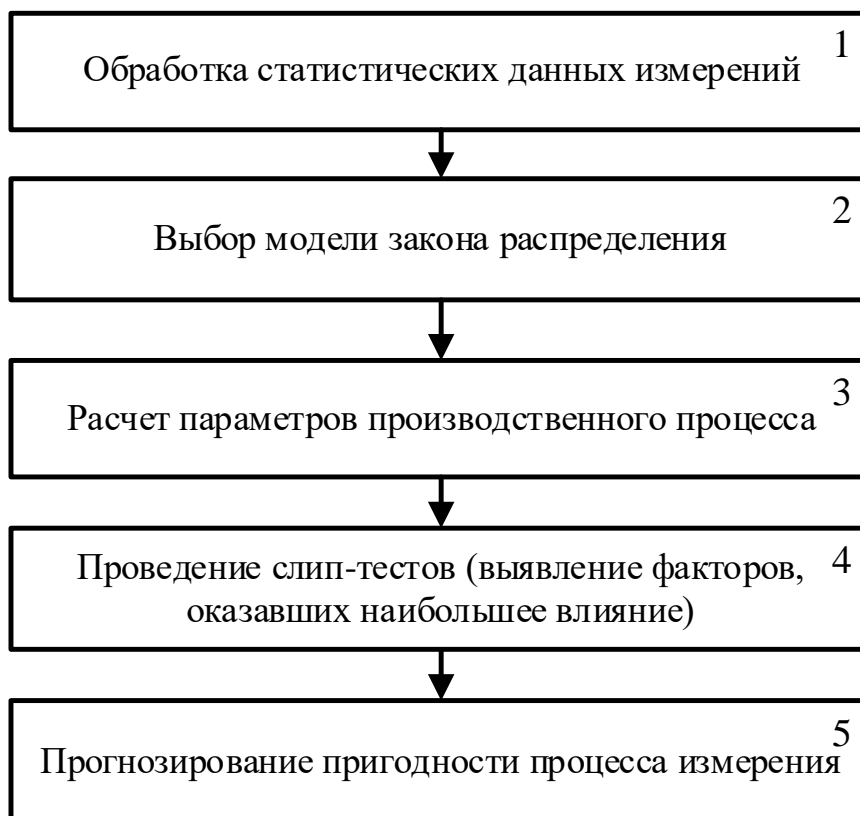 1
Обработка статистических данных измерений
2
Выбор модели закона распределения
3
Расчет параметров производственного процесса
4
Проведение слип-тестов (выявление факторов,
оказавших наибольшее влияние)
5
Прогнозирование пригодности процесса измерения